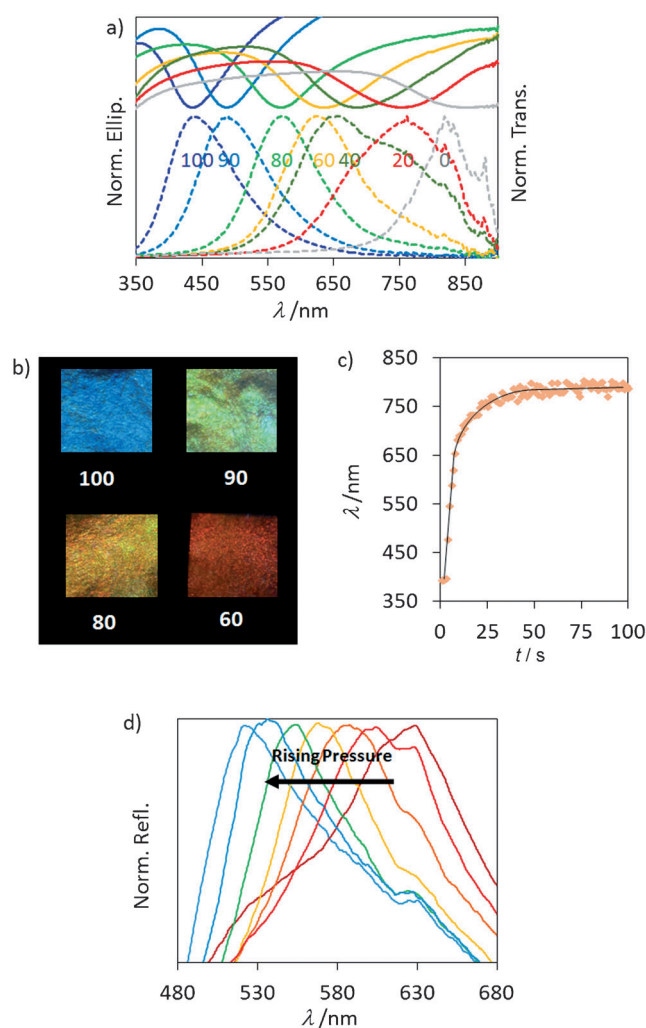 a)
Norm. Ellip.
Norm. Trans.
100 90 80 60 40 20 0
350 450 550 650 750 850
λ /nm
b)
100 90
80 60
c)
850
750
650
550
450
350
λ /nm
0 25 50 75 100
t / s
d)
Rising Pressure
Norm. Refl.
480 530 580 630 680
λ /nm